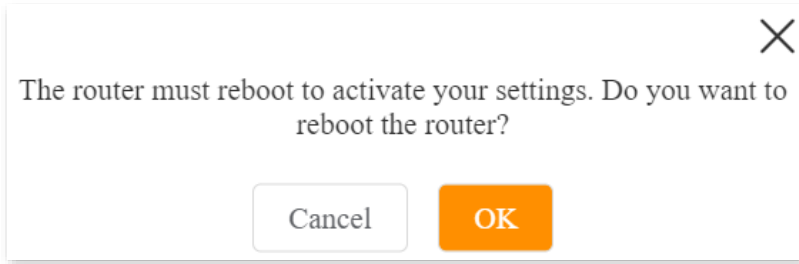 The router must reboot to activate your settings. Do you want to
reboot the router?
Cancel
OK